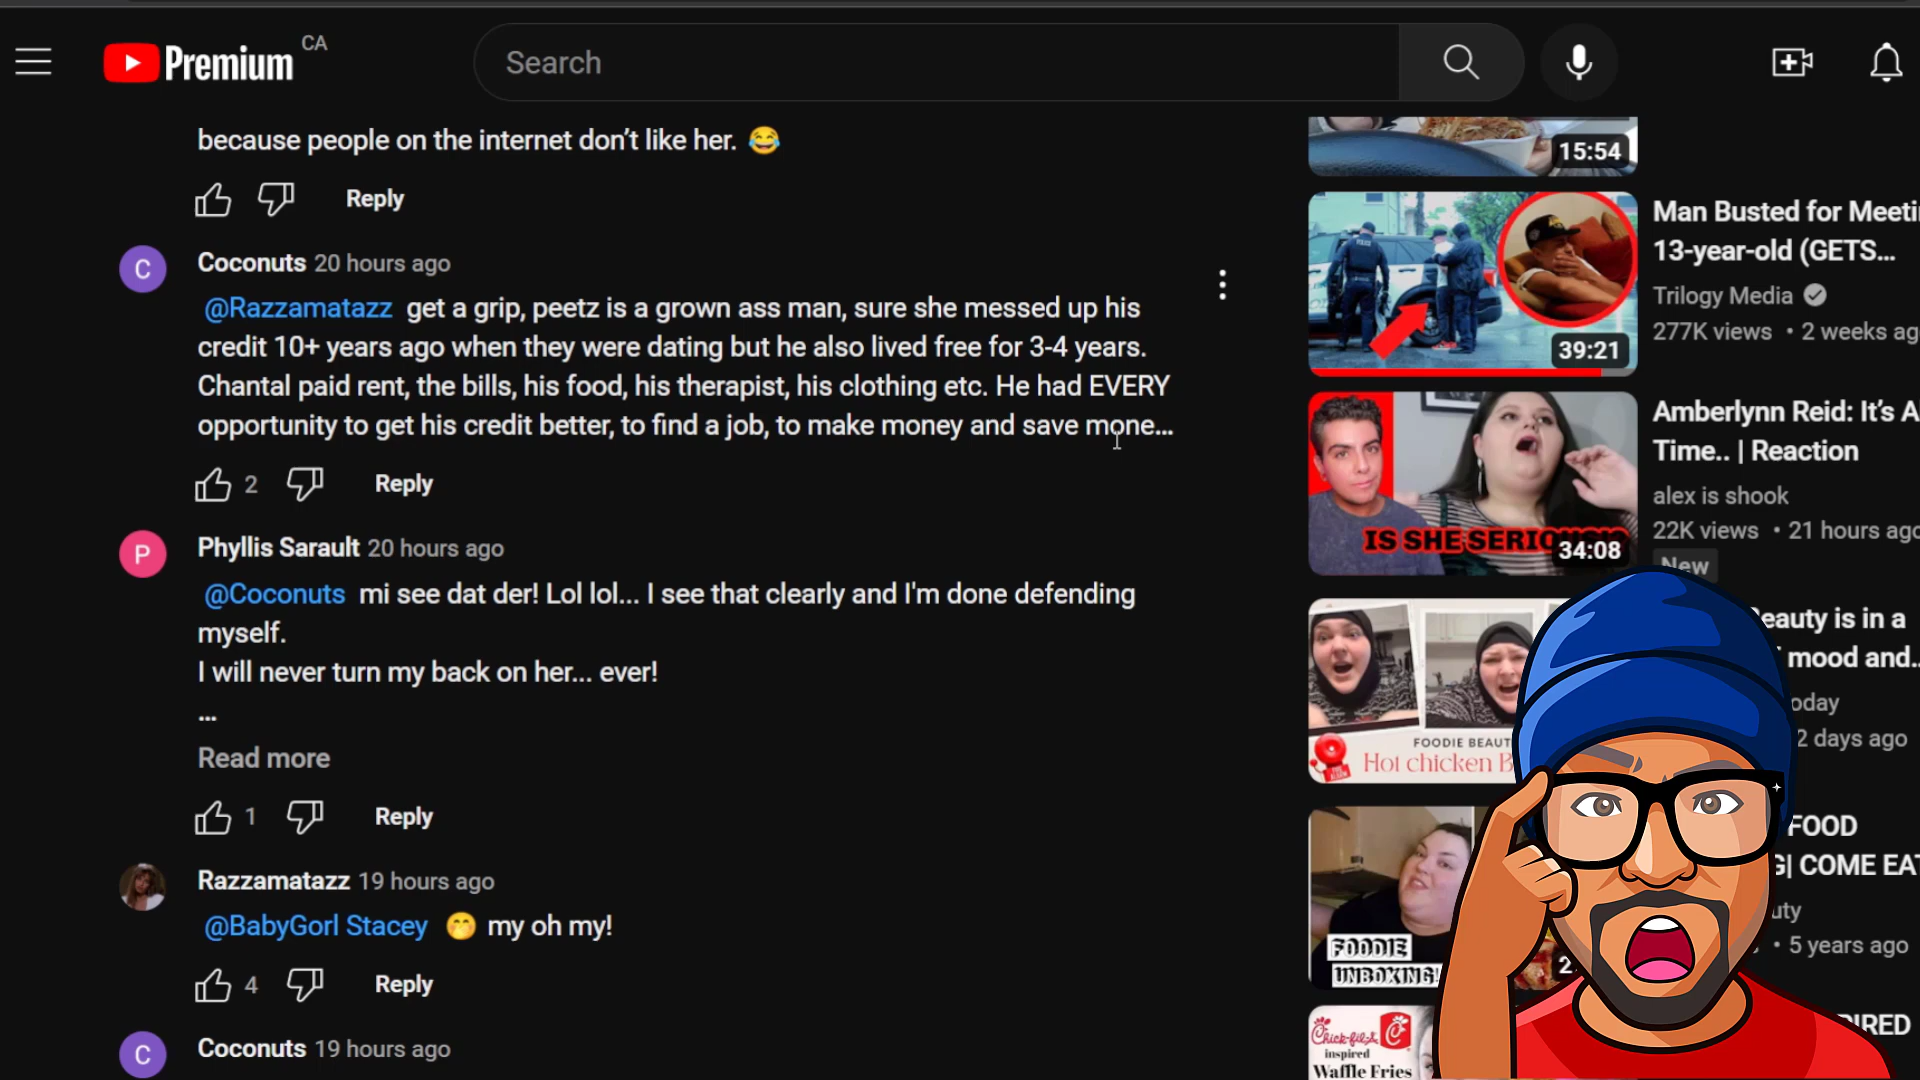 Premium
CA
Search
because people on the internet don’t like her. 😂
Reply
C
Coconuts 20 hours ago
@Razzamatazz get a grip, peetz is a grown ass man, sure she messed up his
credit 10+ years ago when they were dating but he also lived free for 3-4 years.
Chantal paid rent, the bills, his food, his therapist, his clothing etc. He had EVERY
opportunity to get his credit better, to find a job, to make money and save mone...
2
Reply
P
Phyllis Sarault 20 hours ago
@Coconuts mi see dat der! Lol lol... I see that clearly and I'm done defending
myself.
I will never turn my back on her... ever!
...
Read more
1
Reply
Razzamatazz 19 hours ago
@BabyGorl Stacey 🤭 my oh my!
4
Reply
C
Coconuts 19 hours ago
15:54
POLICE
39:21
Man Busted for Meeti
13-year-old (GETS...
Trilogy Media
277K views • 2 weeks ag
IS SHE SERIOUS
34:08
Amberlynn Reid: It’s A
Time.. | Reaction
alex is shook
22K views • 21 hours ago
New
FOODIE BEAUT
Hot chicken B
eauty is in a
mood and..
oday
2 days ago
FOODIE
UNBOXING!
2
FOOD
G| COME EAT
uty
• 5 years ago
Chick-fil-A
inspired
Waffle Fries
PIRED